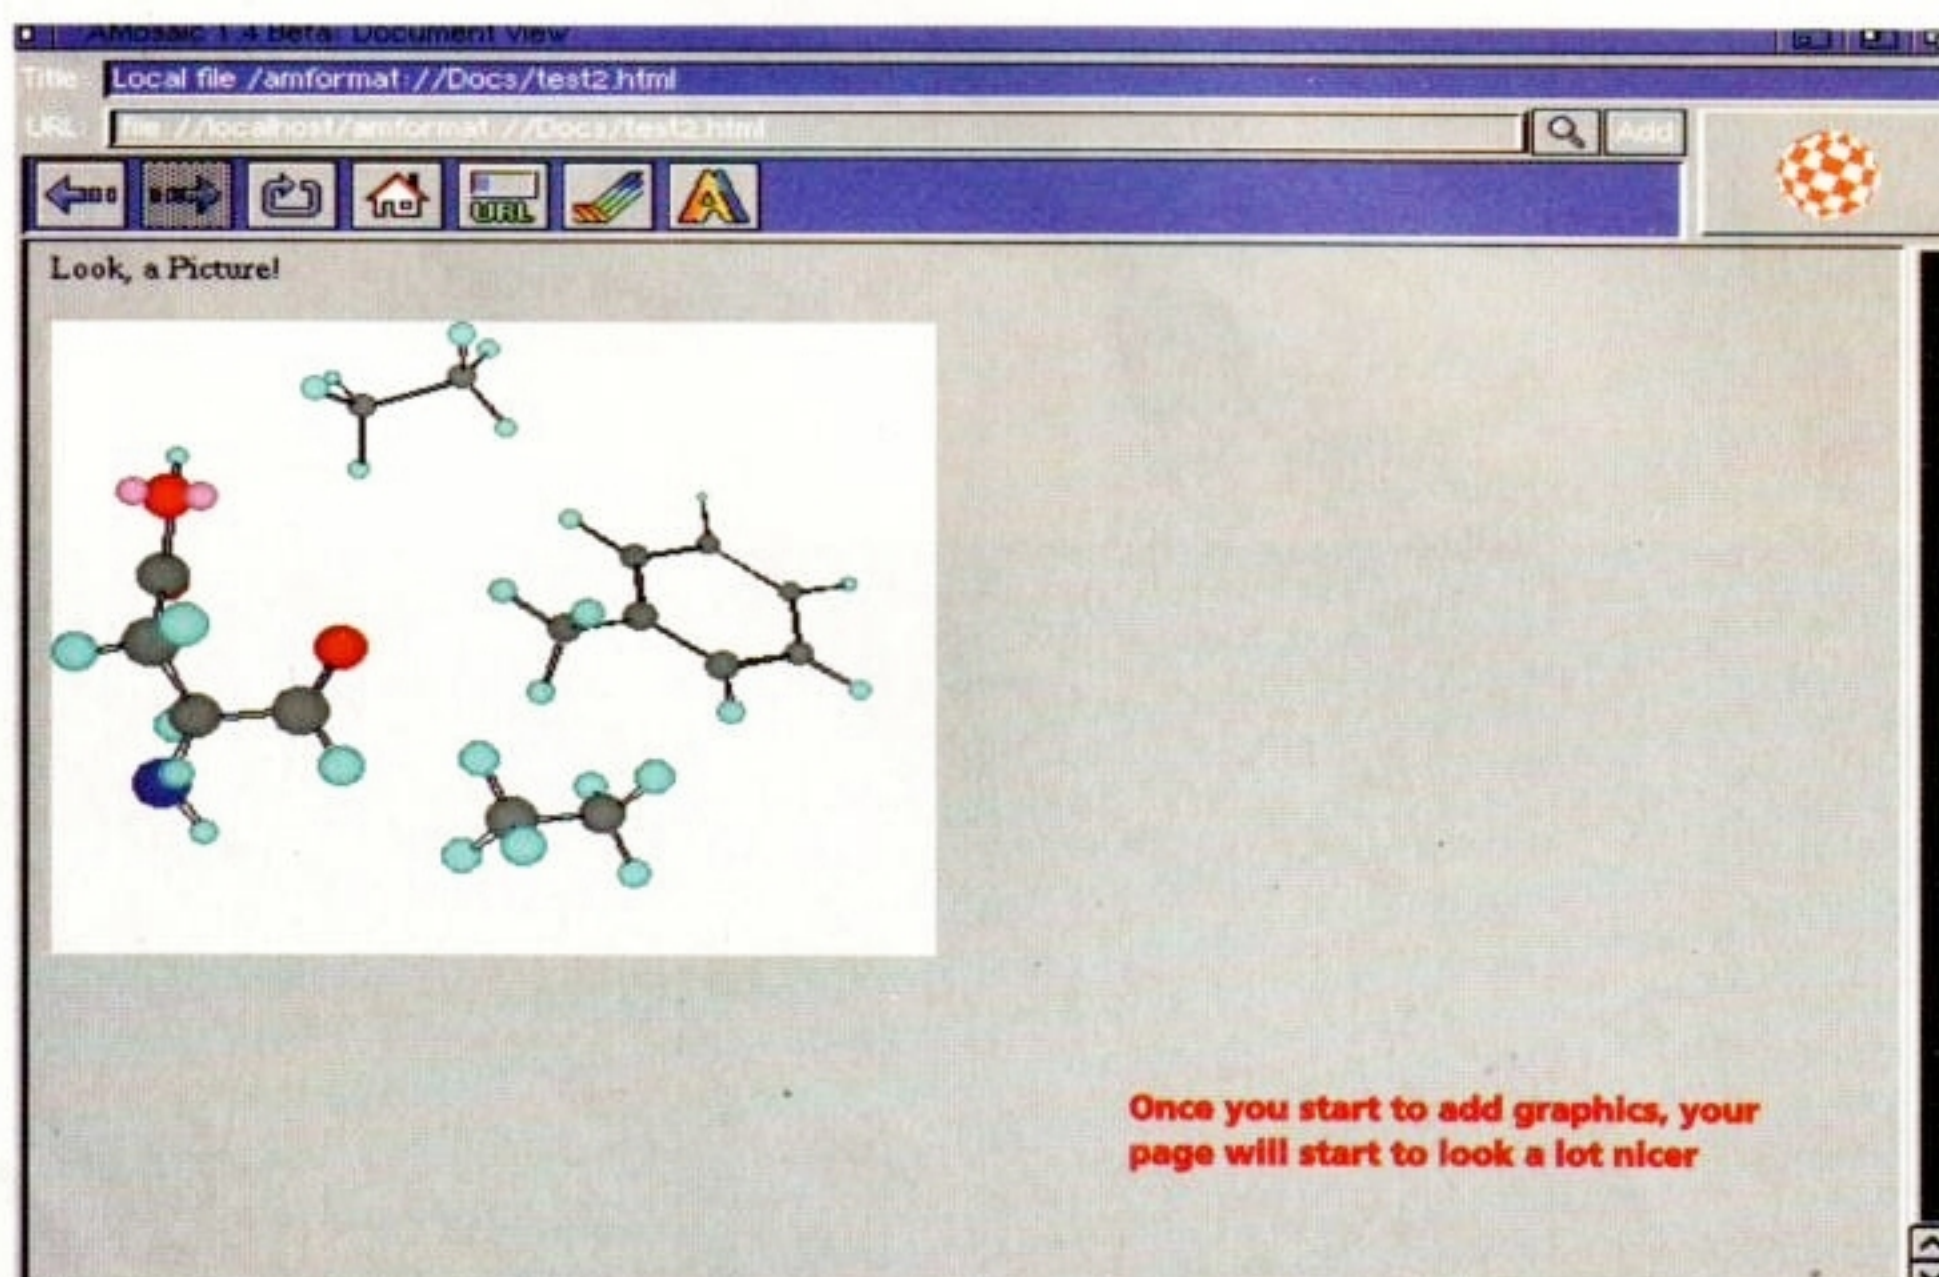 AMosaic 1.4 Beta: Document View
Title: Local file /amformat://Docs/test2.html
URL: file://localhost/amformat://Docs/test2.html
Add
URL
Look, a Picture!
Once you start to add graphics, your
page will start to look a lot nicer